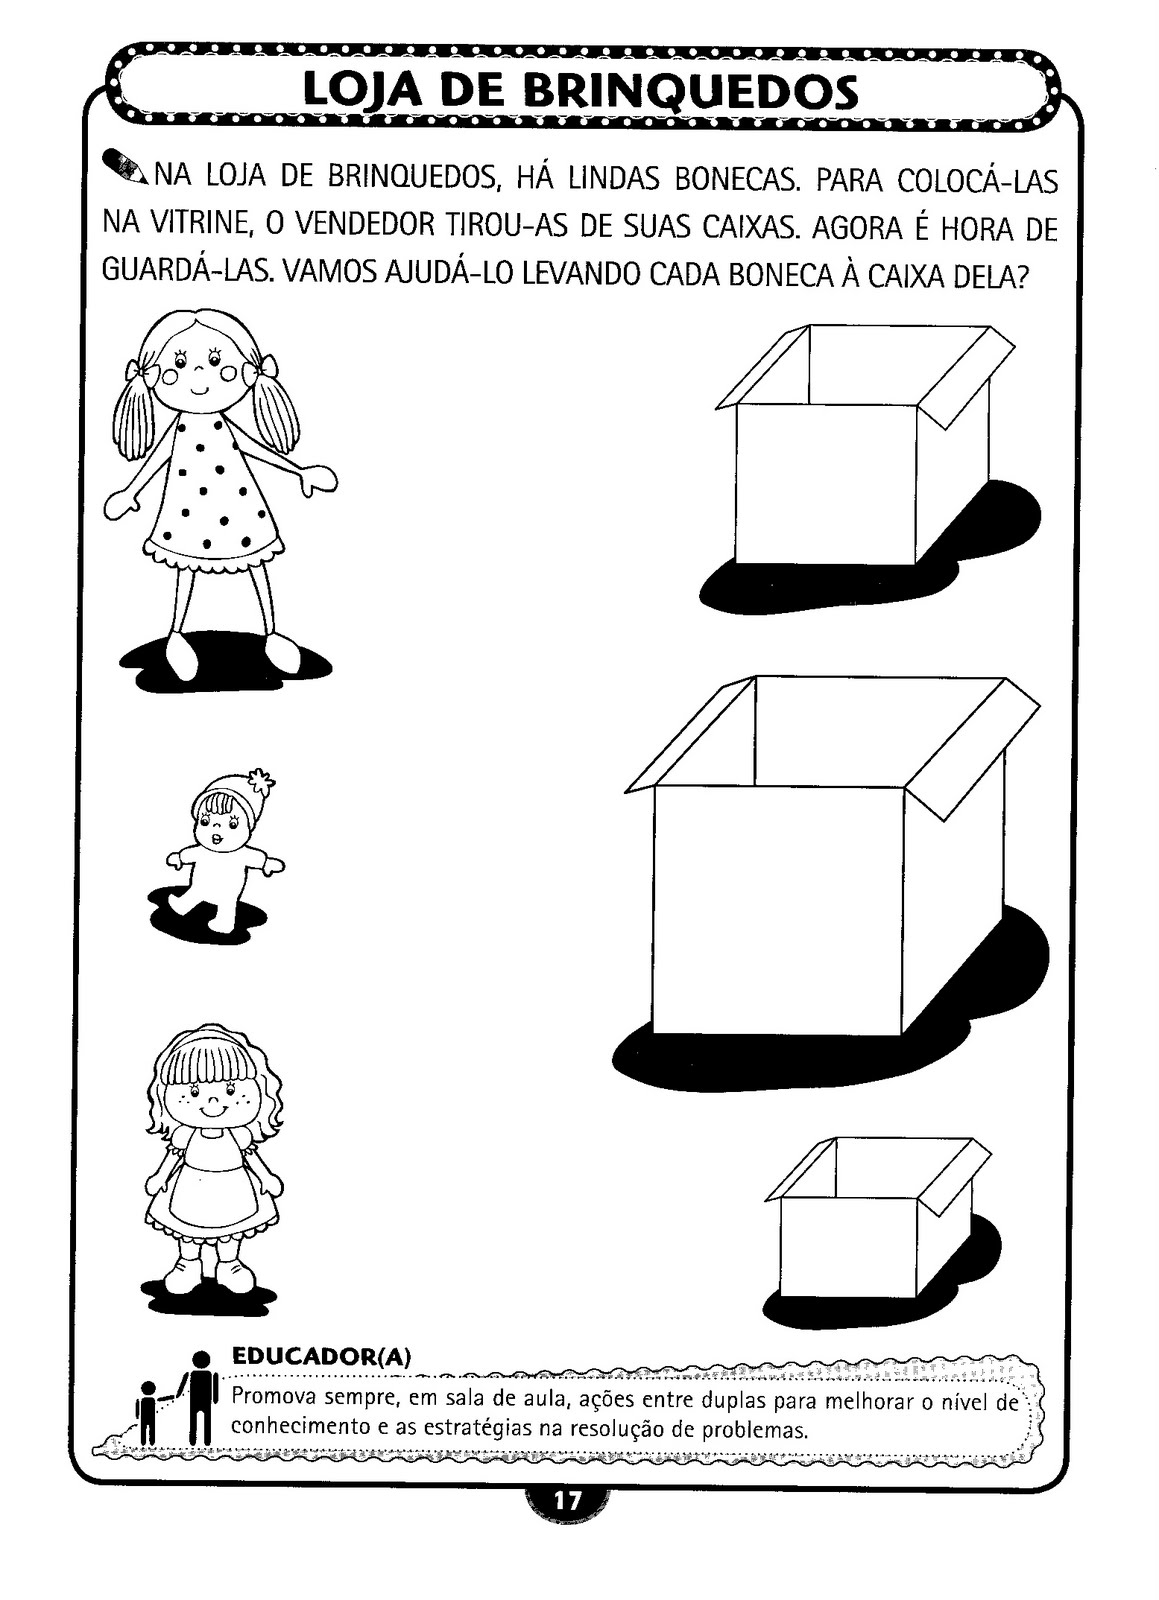 LOJA DE BRINQUEDOS
NA LOJA DE BRINQUEDOS, HÁ LINDAS BONECAS. PARA COLOCÁ-LAS
NA VITRINE, O VENDEDOR TIROU-AS DE SUAS CAIXAS. AGORA É HORA DE
GUARDÁ-LAS. VAMOS AJUDÁ-LO LEVANDO CADA BONECA À CAIXA DELA?
EDUCADOR(A)
Promova sempre, em sala de aula, ações entre duplas para melhorar o nível de
conhecimento e as estratégias na resolução de problemas.
17